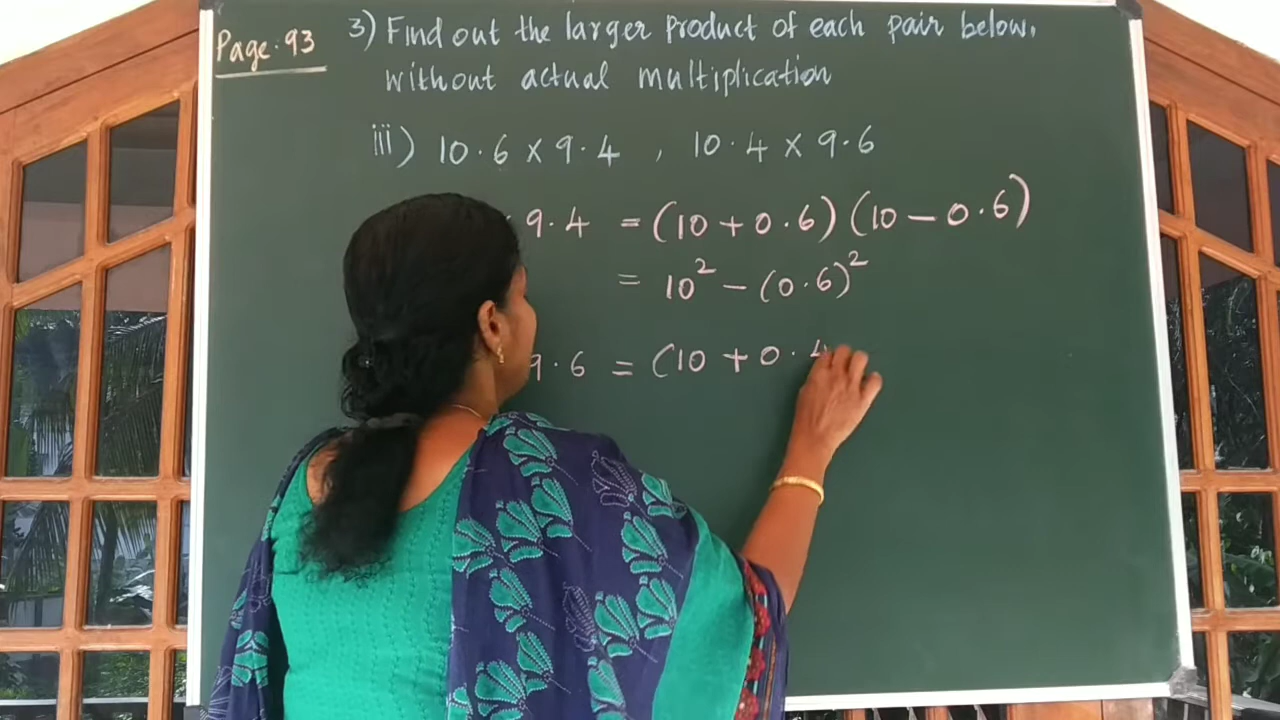 Page. 93
3) Find out the larger product of each pair below.
without actual multiplication
iii) 10.6 x 9.4 , 10.4 x 9.6
9.4 = (10 + 0.6) (10 - 0.6)
= 10² - (0.6)²
9.6 = (10 + 0.4